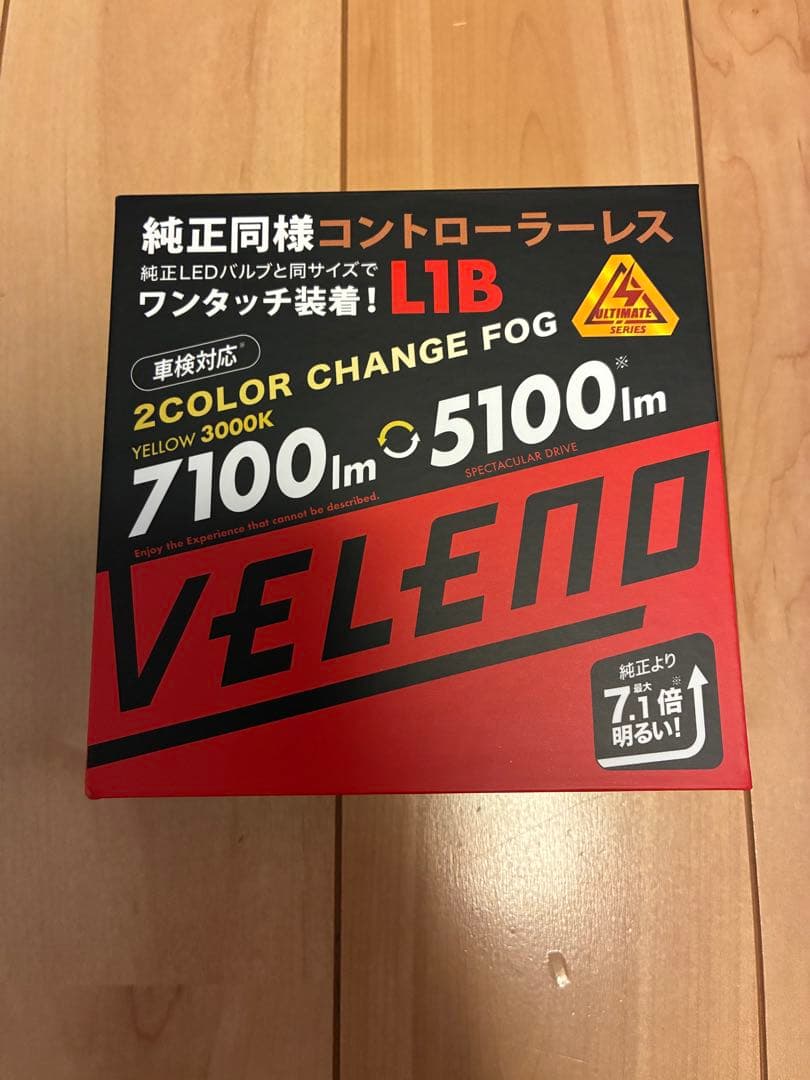 純正同様コントローラーレス
純正LEDバルブと同サイズで
ワンタッチ装着! L1B
ULTIMATE
SERIES
車検対応※
2COLOR CHANGE FOG
YELLOW 3000K
7100lm 5100※lm
SPECTACULAR DRIVE
Enjoy the Experience that cannot be described.
VELENO
純正より
最大※
7.1倍
明るい!